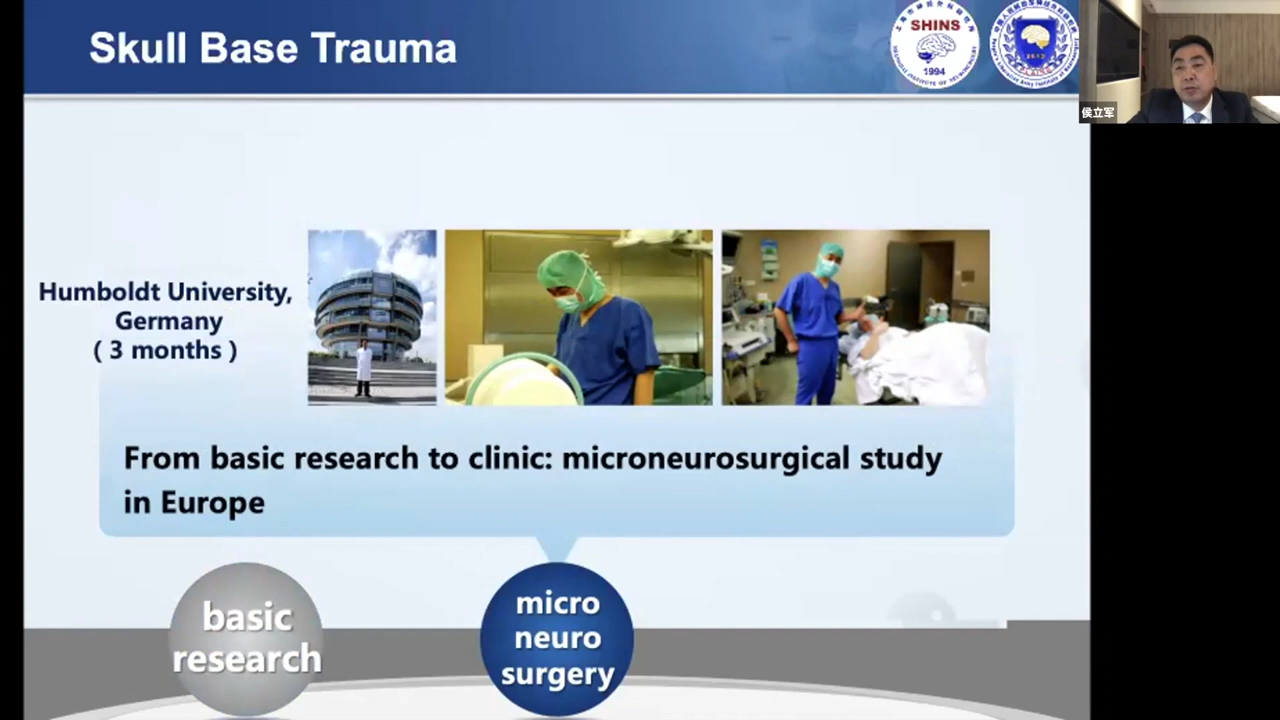 Skull Base Trauma
SHINS
1994
侯立军
Humboldt University,
Germany
( 3 months )
From basic research to clinic: microneurosurgical study
in Europe
basic
research
micro
neuro
surgery